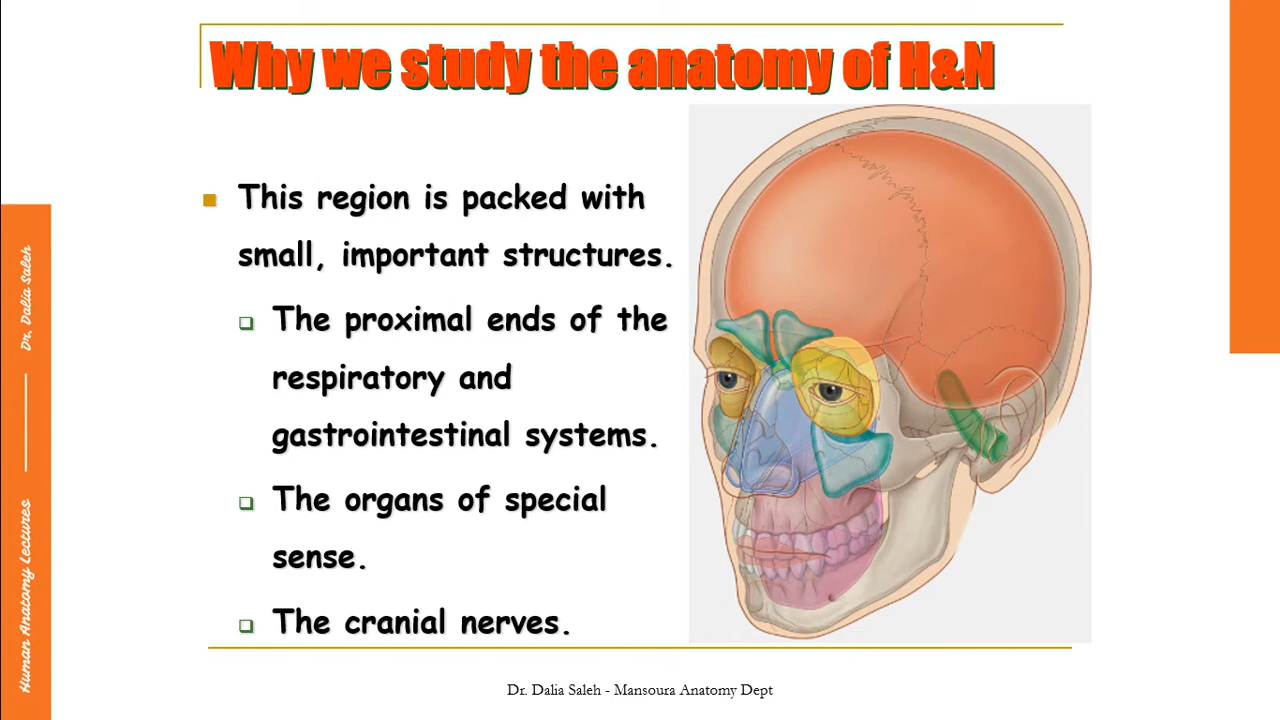 Why we study the anatomy of H&N
This region is packed with
small, important structures.
The proximal ends of the
respiratory and
gastrointestinal systems.
The organs of special
sense.
The cranial nerves.
Dr. Dalia Saleh - Mansoura Anatomy Dept
Human Anatomy Lectures
Dr. Dalia Saleh